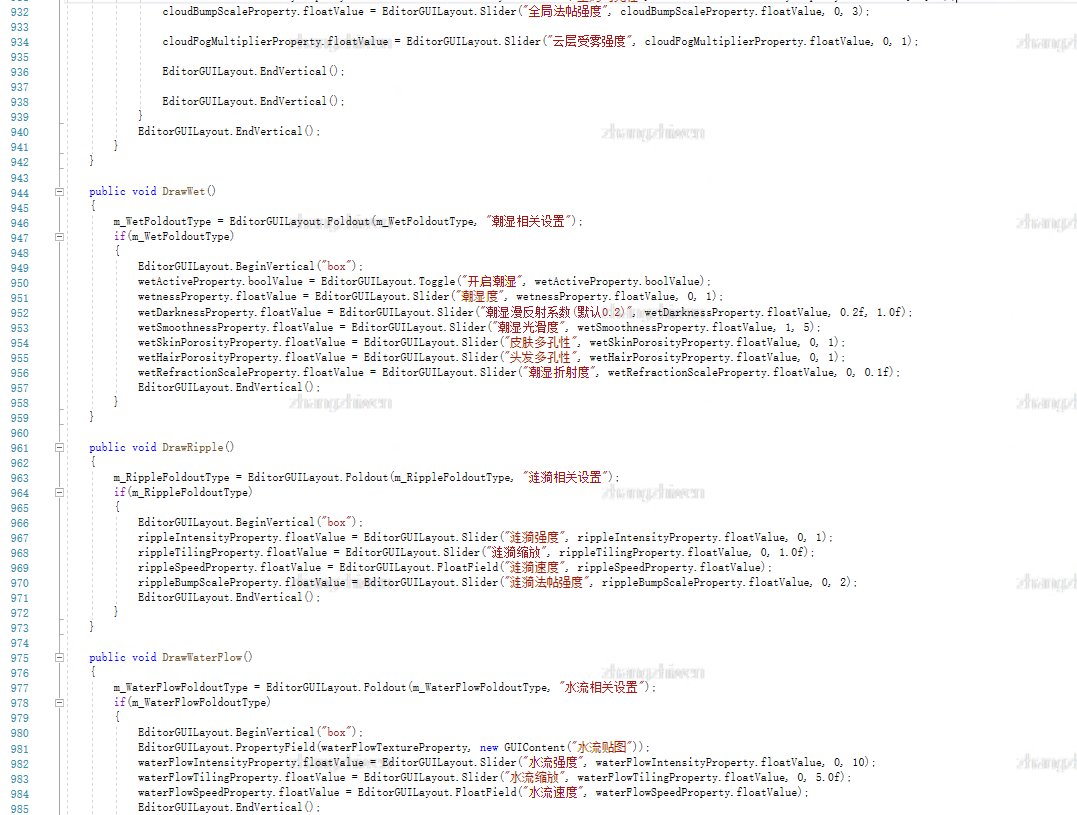 932 cloudBumpScaleProperty.floatValue = EditorGUILayout.Slider("全局法帖强度", cloudBumpScaleProperty.floatValue, 0, 3);
933
934 cloudFogMultiplierProperty.floatValue = EditorGUILayout.Slider("云层受雾强度", cloudFogMultiplierProperty.floatValue, 0, 1);
935
936 EditorGUILayout.EndVertical();
937
938 EditorGUILayout.EndVertical();
939 }
940 EditorGUILayout.EndVertical();
941 }
942 }
943
944 public void DrawWet()
945 {
946 m_WetFoldoutType = EditorGUILayout.Foldout(m_WetFoldoutType, "潮湿相关设置");
947 if(m_WetFoldoutType)
948 {
949 EditorGUILayout.BeginVertical("box");
950 wetActiveProperty.boolValue = EditorGUILayout.Toggle("开启潮湿", wetActiveProperty.boolValue);
951 wetnessProperty.floatValue = EditorGUILayout.Slider("潮湿度", wetnessProperty.floatValue, 0, 1);
952 wetDarknessProperty.floatValue = EditorGUILayout.Slider("潮显漫反射系数(默认0.2)", wetDarknessProperty.floatValue, 0.2f, 1.0f);
953 wetSmoothnessProperty.floatValue = EditorGUILayout.Slider("潮显光滑度", wetSmoothnessProperty.floatValue, 1, 5);
954 wetSkinPorosityProperty.floatValue = EditorGUILayout.Slider("皮肤多孔性", wetSkinPorosityProperty.floatValue, 0, 1);
955 wetHairPorosityProperty.floatValue = EditorGUILayout.Slider("头发多孔性", wetHairPorosityProperty.floatValue, 0, 1);
956 wetRefractionScaleProperty.floatValue = EditorGUILayout.Slider("潮显折射度", wetRefractionScaleProperty.floatValue, 0, 0.1f);
957 EditorGUILayout.EndVertical();
958 }
959 }
960
961 public void DrawRipple()
962 {
963 m_RippleFoldoutType = EditorGUILayout.Foldout(m_RippleFoldoutType, "涟漪相关设置");
964 if(m_RippleFoldoutType)
965 {
966 EditorGUILayout.BeginVertical("box");
967 rippleIntensityProperty.floatValue = EditorGUILayout.Slider("涟漪强度", rippleIntensityProperty.floatValue, 0, 1);
968 rippleTilingProperty.floatValue = EditorGUILayout.Slider("涟漪缩放", rippleTilingProperty.floatValue, 0, 1.0f);
969 rippleSpeedProperty.floatValue = EditorGUILayout.FloatField("涟漪速度", rippleSpeedProperty.floatValue);
970 rippleBumpScaleProperty.floatValue = EditorGUILayout.Slider("涟漪法帖强度", rippleBumpScaleProperty.floatValue, 0, 2);
971 EditorGUILayout.EndVertical();
972 }
973 }
974
975 public void DrawWaterFlow()
976 {
977 m_WaterFlowFoldoutType = EditorGUILayout.Foldout(m_WaterFlowFoldoutType, "水流相关设置");
978 if(m_WaterFlowFoldoutType)
979 {
980 EditorGUILayout.BeginVertical("box");
981 EditorGUILayout.PropertyField(waterFlowTextureProperty, new GUIContent("水流贴图"));
982 waterFlowIntensityProperty.floatValue = EditorGUILayout.Slider("水流强度", waterFlowIntensityProperty.floatValue, 0, 10);
983 waterFlowTilingProperty.floatValue = EditorGUILayout.Slider("水流缩放", waterFlowTilingProperty.floatValue, 0, 5.0f);
984 waterFlowSpeedProperty.floatValue = EditorGUILayout.FloatField("水流速度", waterFlowSpeedProperty.floatValue);
985 EditorGUILayout.EndVertical();